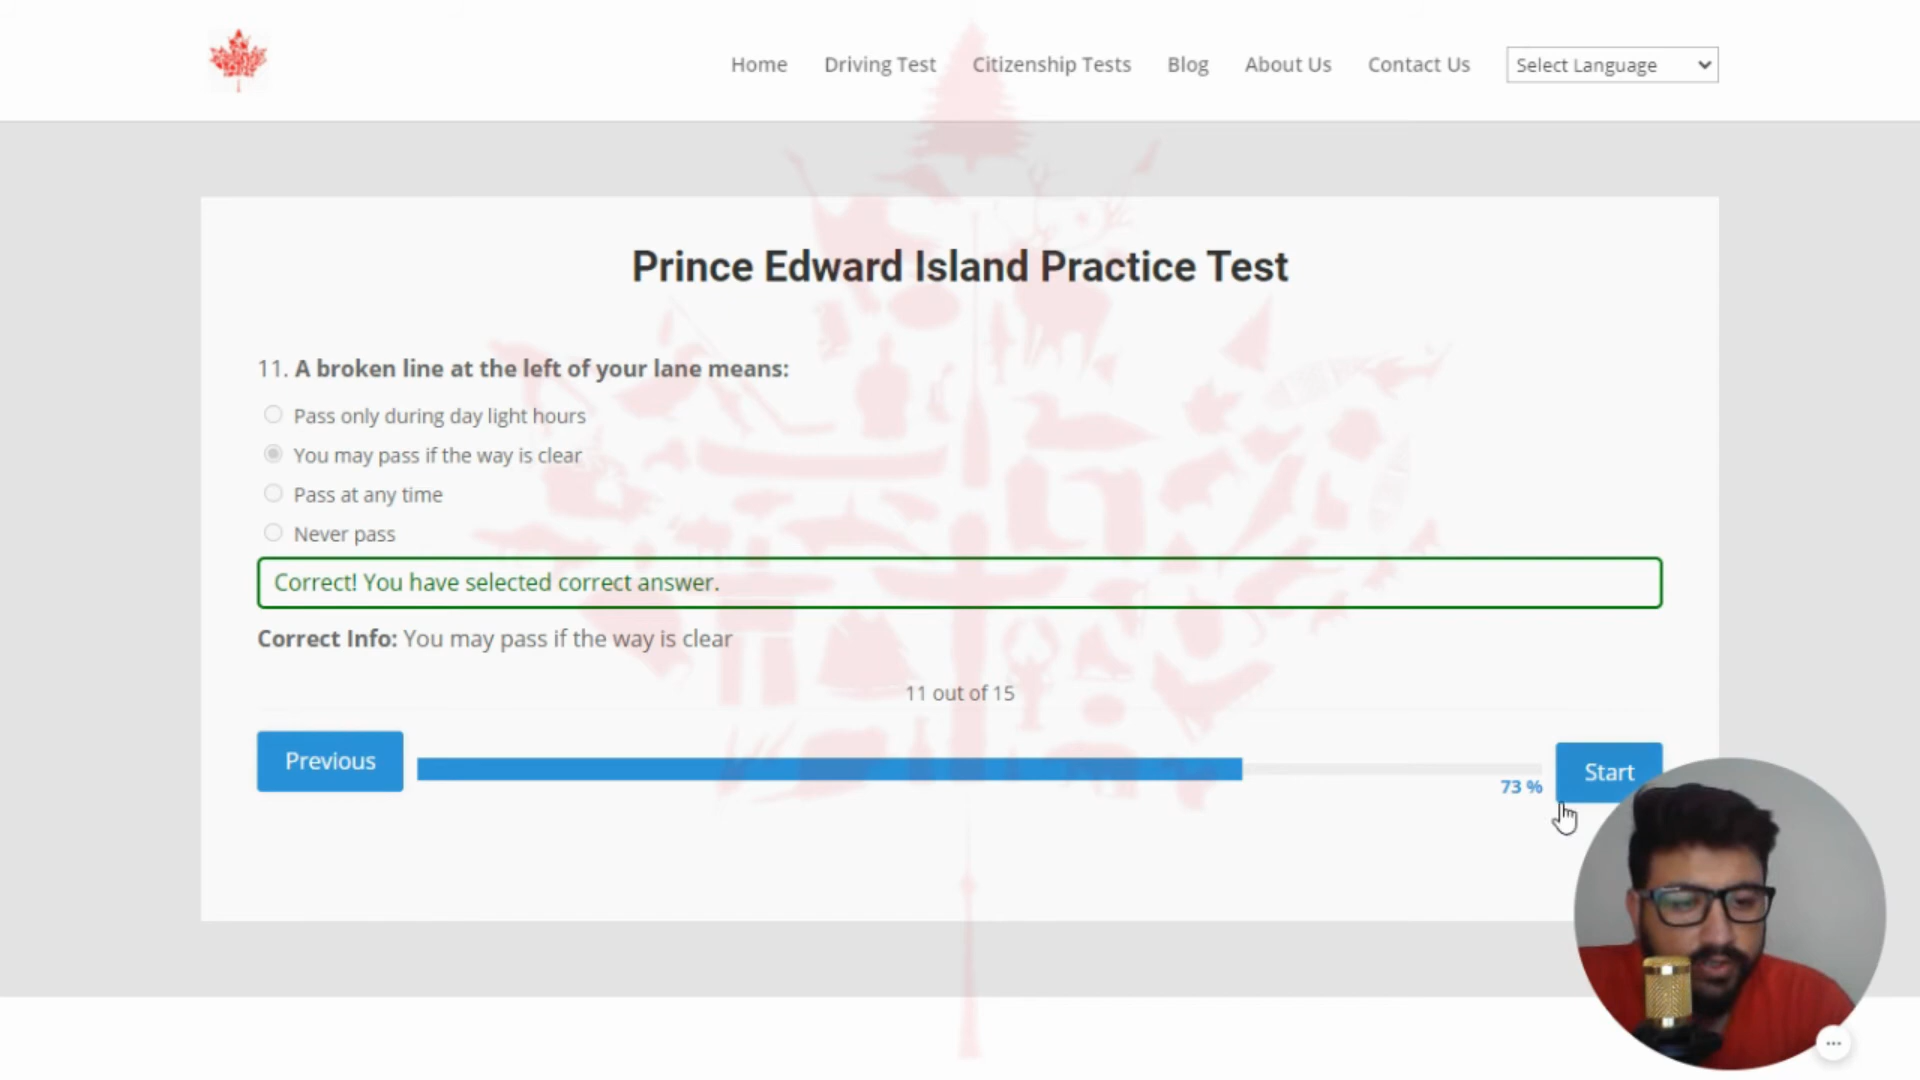 Home Driving Test Citizenship Tests Blog About Us Contact Us Select Language
Prince Edward Island Practice Test
11. A broken line at the left of your lane means:
Pass only during day light hours
You may pass if the way is clear
Pass at any time
Never pass
Correct! You have selected correct answer.
Correct Info: You may pass if the way is clear
11 out of 15
Previous
73 %
Start